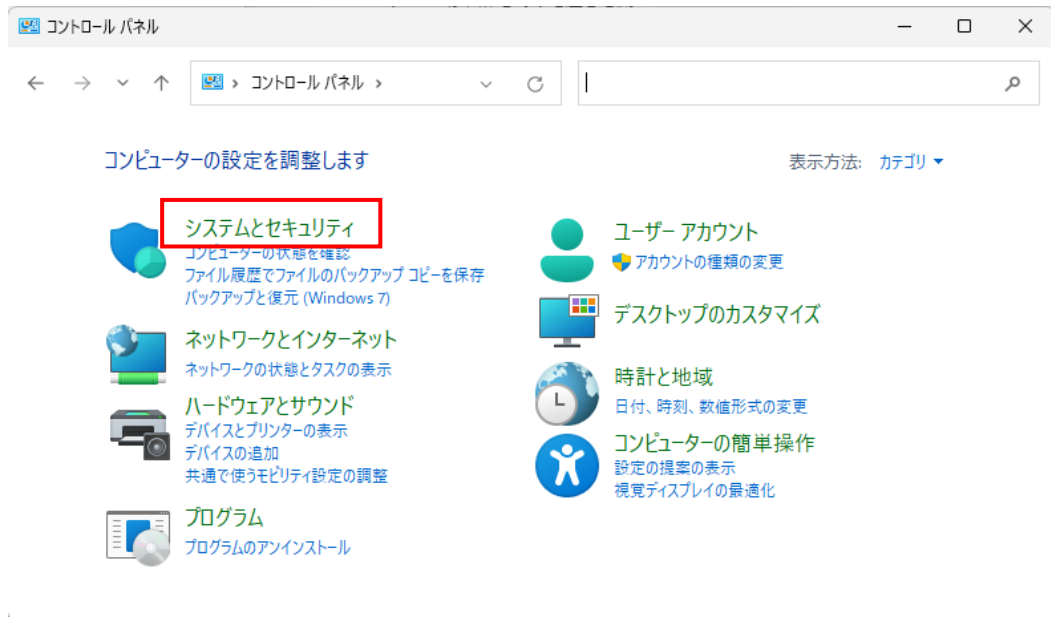 コントロール パネル
コントロール パネル
コンピューターの設定を調整します
表示方法: カテゴリ
システムとセキュリティ
コンピューターの状態を確認
ファイル履歴でファイルのバックアップ コピーを保存
バックアップと復元 (Windows 7)
ネットワークとインターネット
ネットワークの状態とタスクの表示
ハードウェアとサウンド
デバイスとプリンターの表示
デバイスの追加
共通で使うモビリティ設定の調整
プログラム
プログラムのアンインストール
ユーザー アカウント
アカウントの種類の変更
デスクトップのカスタマイズ
時計と地域
日付、時刻、数値形式の変更
コンピューターの簡単操作
設定の提案の表示
視覚ディスプレイの最適化